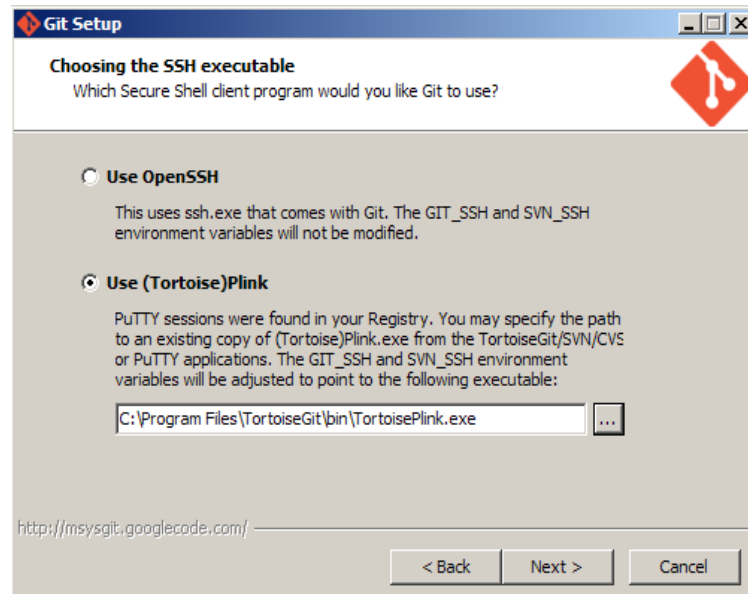 Git Setup
Choosing the SSH executable
Which Secure Shell client program would you like Git to use?
Use OpenSSH
This uses ssh.exe that comes with Git. The GIT_SSH and SVN_SSH
environment variables will not be modified.
Use (Tortoise)Plink
PuTTY sessions were found in your Registry. You may specify the path
to an existing copy of (Tortoise)Plink.exe from the TortoiseGit/SVN/CVS
or PuTTY applications. The GIT_SSH and SVN_SSH environment
variables will be adjusted to point to the following executable:
C:\Program Files\TortoiseGit\bin\TortoisePlink.exe
...
http://msysgit.googlecode.com/
< Back
Next >
Cancel